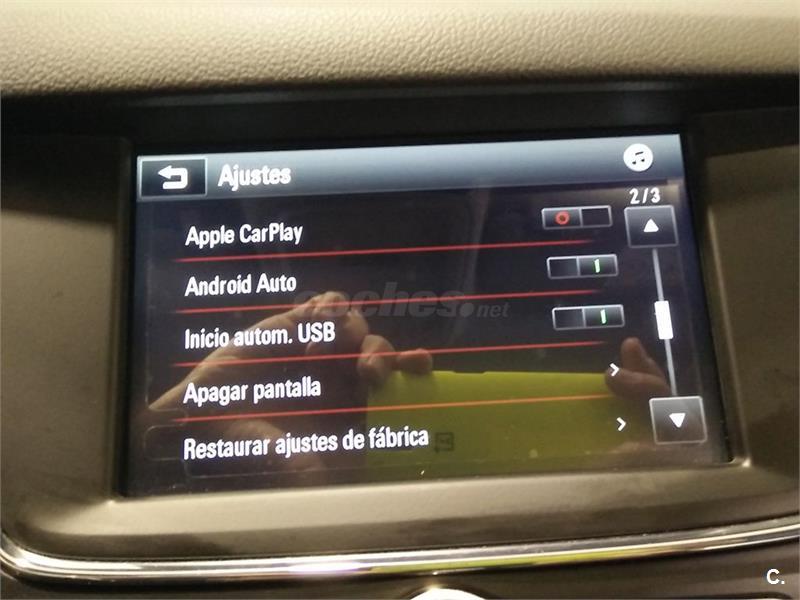 Ajustes
2/3
Apple CarPlay
Android Auto
Inicio autom. USB
Apagar pantalla
Restaurar ajustes de fábrica
coches.net
C.